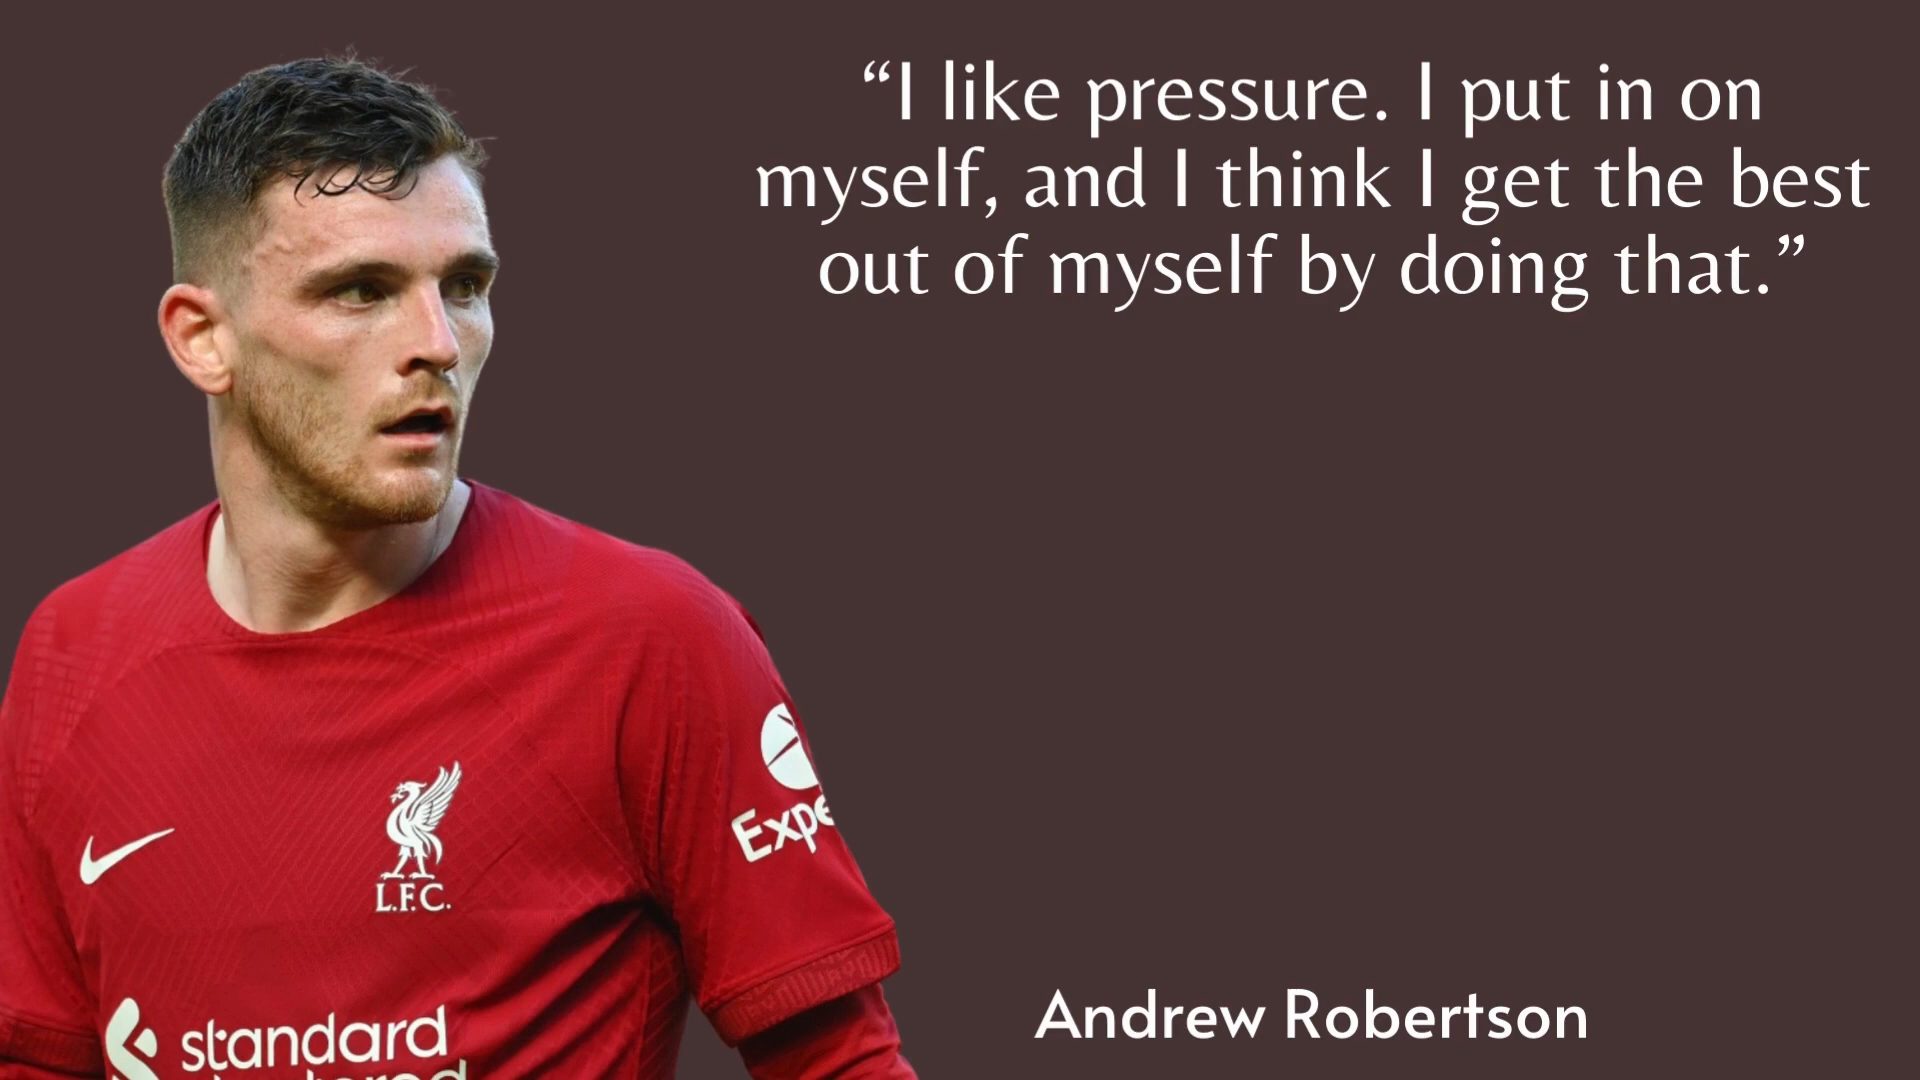 “I like pressure. I put in on
myself, and I think I get the best
out of myself by doing that.”
Expe
L.F.C.
standard
Andrew Robertson